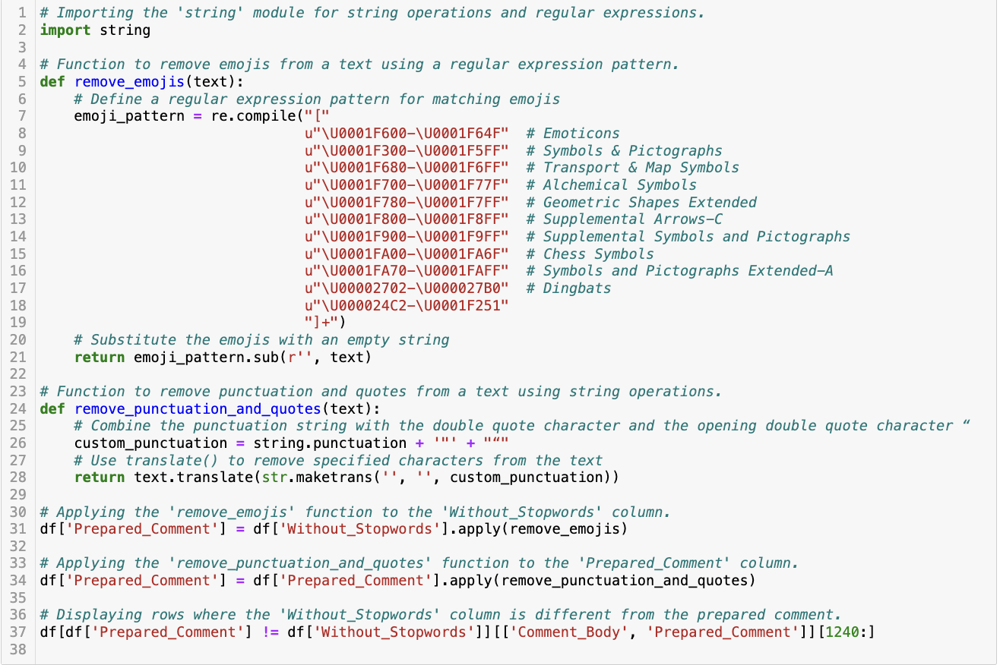 1 # Importing the 'string' module for string operations and regular expressions.
2 import string
3
4 # Function to remove emojis from a text using a regular expression pattern.
5 def remove_emojis(text):
6     # Define a regular expression pattern for matching emojis
7     emoji_pattern = re.compile("["
8                                u"\U0001F600-\U0001F64F"  # Emoticons
9                                u"\U0001F300-\U0001F5FF"  # Symbols & Pictographs
10                               u"\U0001F680-\U0001F6FF"  # Transport & Map Symbols
11                               u"\U0001F700-\U0001F77F"  # Alchemical Symbols
12                               u"\U0001F780-\U0001F7FF"  # Geometric Shapes Extended
13                               u"\U0001F800-\U0001F8FF"  # Supplemental Arrows-C
14                               u"\U0001F900-\U0001F9FF"  # Supplemental Symbols and Pictographs
15                               u"\U0001FA00-\U0001FA6F"  # Chess Symbols
16                               u"\U0001FA70-\U0001FAFF"  # Symbols and Pictographs Extended-A
17                               u"\U00002702-\U000027B0"  # Dingbats
18                               u"\U000024C2-\U0001F251"
19                               "]+")
20     # Substitute the emojis with an empty string
21     return emoji_pattern.sub(r'', text)
22
23 # Function to remove punctuation and quotes from a text using string operations.
24 def remove_punctuation_and_quotes(text):
25     # Combine the punctuation string with the double quote character and the opening double quote character “
26     custom_punctuation = string.punctuation + '"' + "“"
27     # Use translate() to remove specified characters from the text
28     return text.translate(str.maketrans('', '', custom_punctuation))
29
30 # Applying the 'remove_emojis' function to the 'Without_Stopwords' column.
31 df['Prepared_Comment'] = df['Without_Stopwords'].apply(remove_emojis)
32
33 # Applying the 'remove_punctuation_and_quotes' function to the 'Prepared_Comment' column.
34 df['Prepared_Comment'] = df['Prepared_Comment'].apply(remove_punctuation_and_quotes)
35
36 # Displaying rows where the 'Without_Stopwords' column is different from the prepared comment.
37 df[df['Prepared_Comment'] != df['Without_Stopwords']][['Comment_Body', 'Prepared_Comment']][1240:]
38